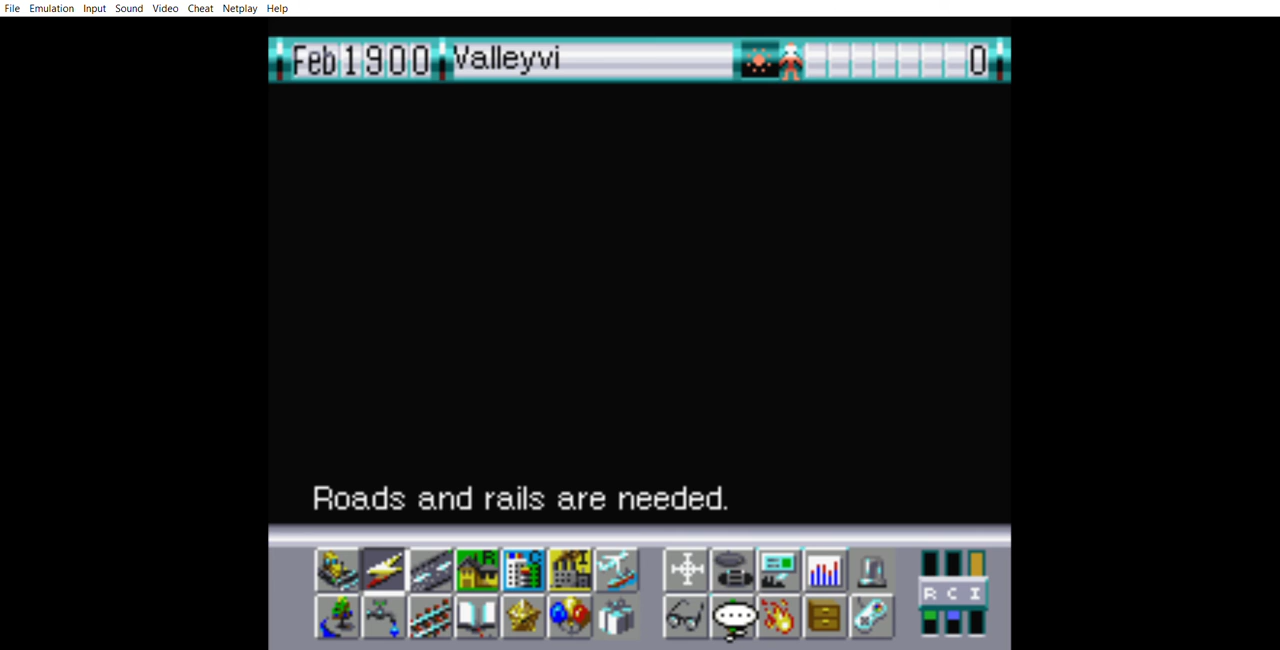 File Emulation Input Sound Video Cheat Netplay Help
Feb 1900 Valleyvi 0
Roads and rails are needed.
R C I
R C I